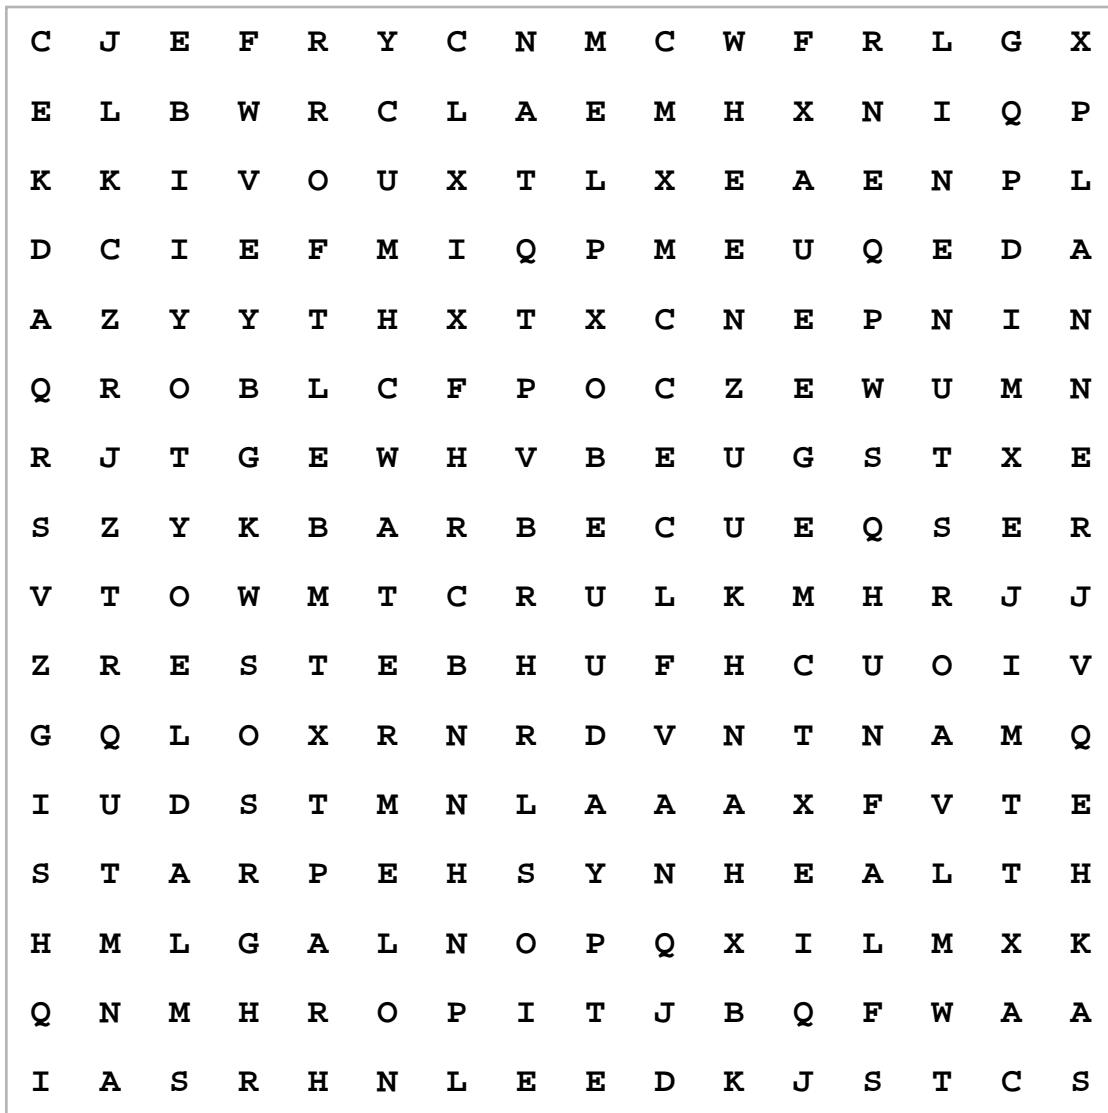 C J E F R Y C N M C W F R L G X
E L B W R C L A E M H X N I Q P
K K I V O U X T L X E A E N P L
D C I E F M I Q P M E U Q E D A
A Z Y Y T H X T X C N E P N I N
Q R O B L C F P O C Z E W U M N
R J T G E W H V B E U G S T X E
S Z Y K B A R B E C U E Q S E R
V T O W M T C R U L K M H R J J
Z R E S T E B H U F H C U O I V
G Q L O X R N R D V N T N A M Q
I U D S T M N L A A A X F V T E
S T A R P E H S Y N H E A L T H
H M L G A L N O P Q X I L M X K
Q N M H R O P I T J B Q F W A A
I A S R H N L E E D K J S T C S